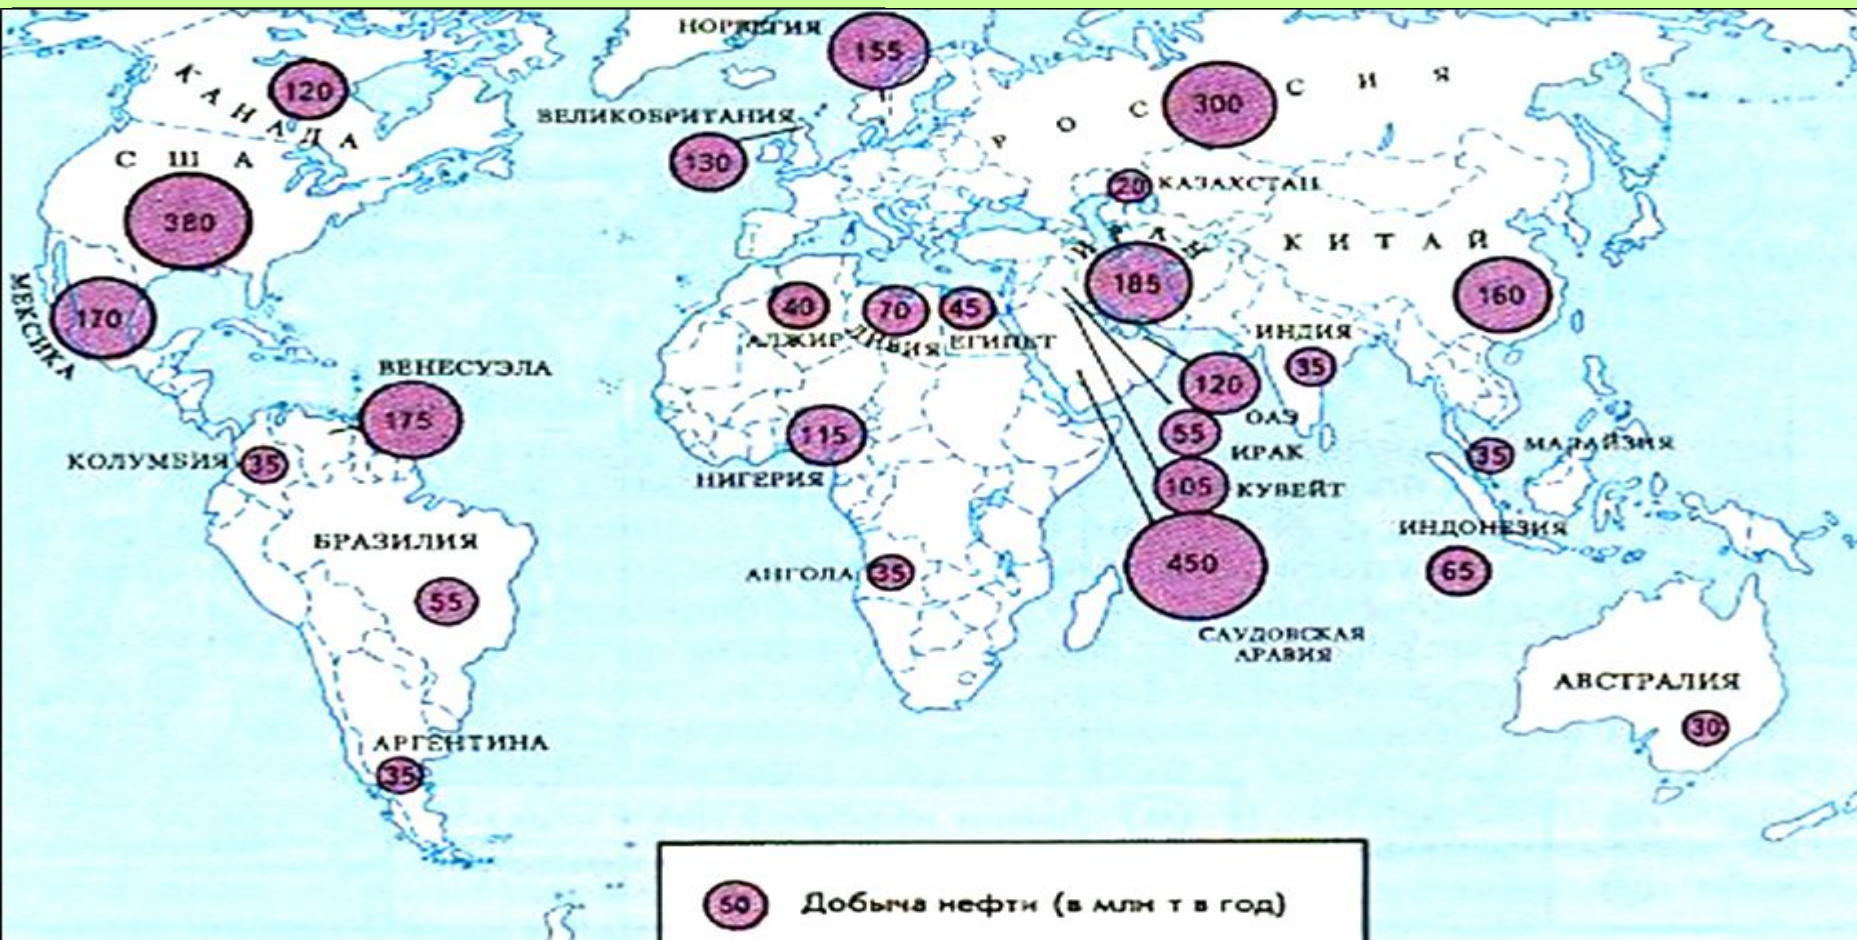 НОРВЕГИЯ
155
КАНАДА
120
ВЕЛИКОБРИТАНИЯ
130
РОССИЯ
300
США
380
20 КАЗАХСТАН
ИРАН
185
КИТАЙ
160
МЕКСИКА
170
40
АЛЖИР
70
ЛИВИЯ
45
ЕГИПЕТ
ИНДИЯ
35
ВЕНЕСУЭЛА
175
120
ОАЭ
55
ИРАК
105 КУВЕЙТ
450
САУДОВСКАЯ
АРАВИЯ
КОЛУМБИЯ 35
115
НИГЕРИЯ
35 МАЛАЙЗИЯ
ИНДОНЕЗИЯ
65
БРАЗИЛИЯ
55
АНГОЛА 35
АВСТРАЛИЯ
30
АРГЕНТИНА
35
50 Добыча нефти (в млн т в год)